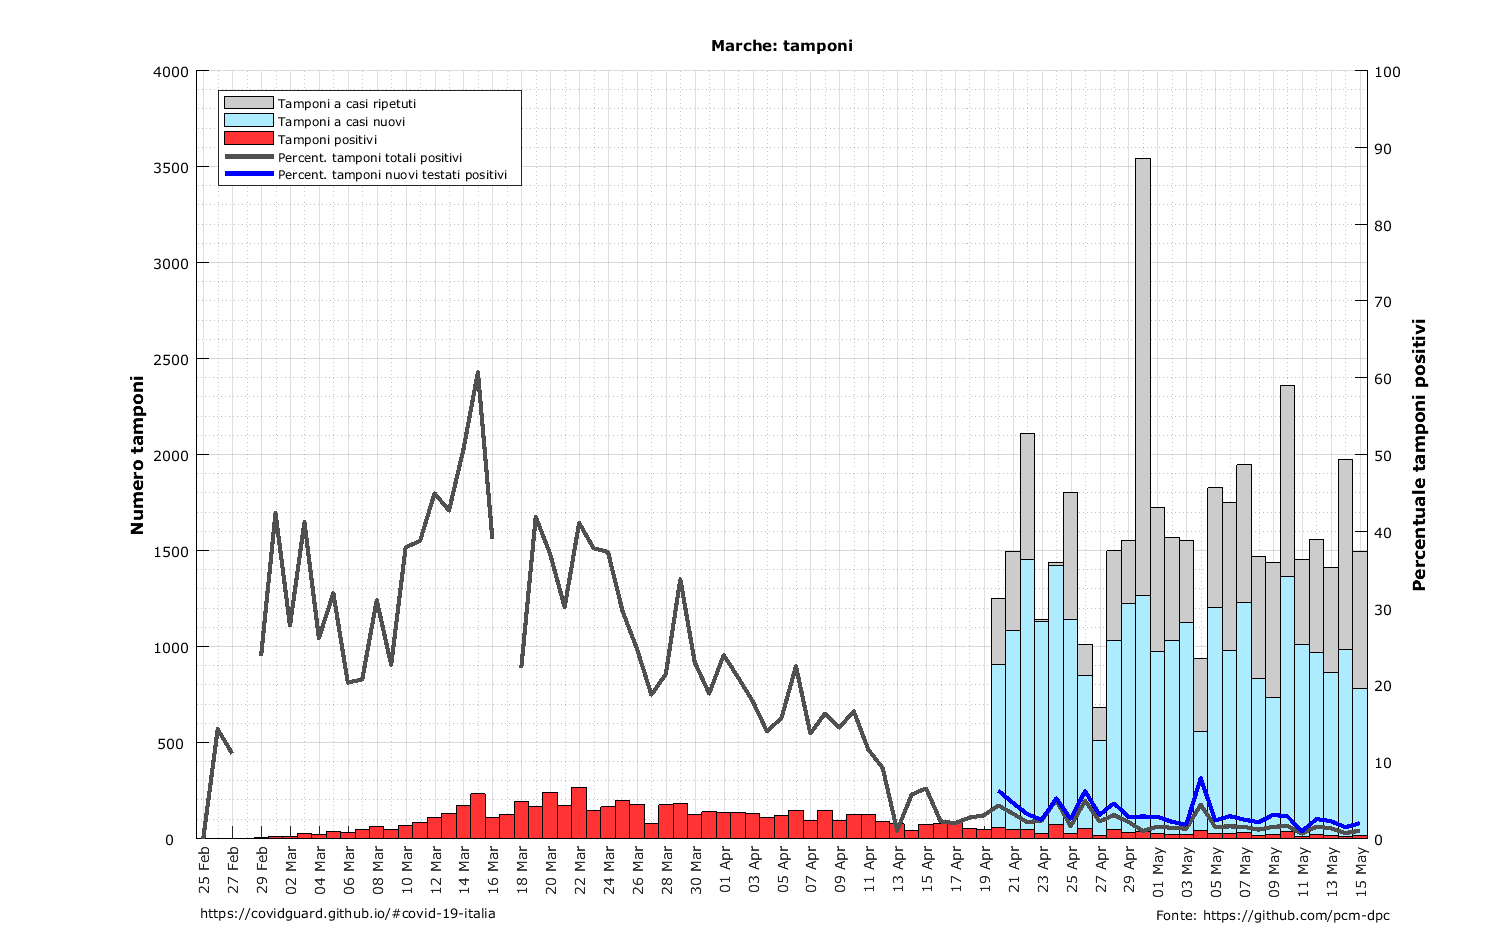 Marche: tamponi
Tamponi a casi ripetuti
Tamponi a casi nuovi
Tamponi positivi
Percent. tamponi totali positivi
Percent. tamponi nuovi testati positivi
Numero tamponi
4000
3500
3000
2500
2000
1500
1000
500
0
Percentuale tamponi positivi
100
90
80
70
60
50
40
30
20
10
0
25 Feb
27 Feb
29 Feb
02 Mar
04 Mar
06 Mar
08 Mar
10 Mar
12 Mar
14 Mar
16 Mar
18 Mar
20 Mar
22 Mar
24 Mar
26 Mar
28 Mar
30 Mar
01 Apr
03 Apr
05 Apr
07 Apr
09 Apr
11 Apr
13 Apr
15 Apr
17 Apr
19 Apr
21 Apr
23 Apr
25 Apr
27 Apr
29 Apr
01 May
03 May
05 May
07 May
09 May
11 May
13 May
15 May
https://covidguard.github.io/#covid-19-italia
Fonte: https://github.com/pcm-dpc